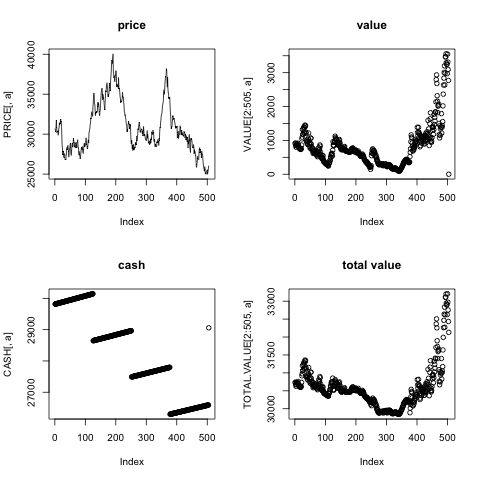 price
PRICE[, a]
40000
35000
30000
25000
0 100 200 300 400 500
Index
value
VALUE[2:505, a]
3000
2000
1000
0
0 100 200 300 400 500
Index
cash
CASH[, a]
29000
27000
0 100 200 300 400 500
Index
total value
TOTAL.VALUE[2:505, a]
33000
31500
30000
0 100 200 300 400 500
Index